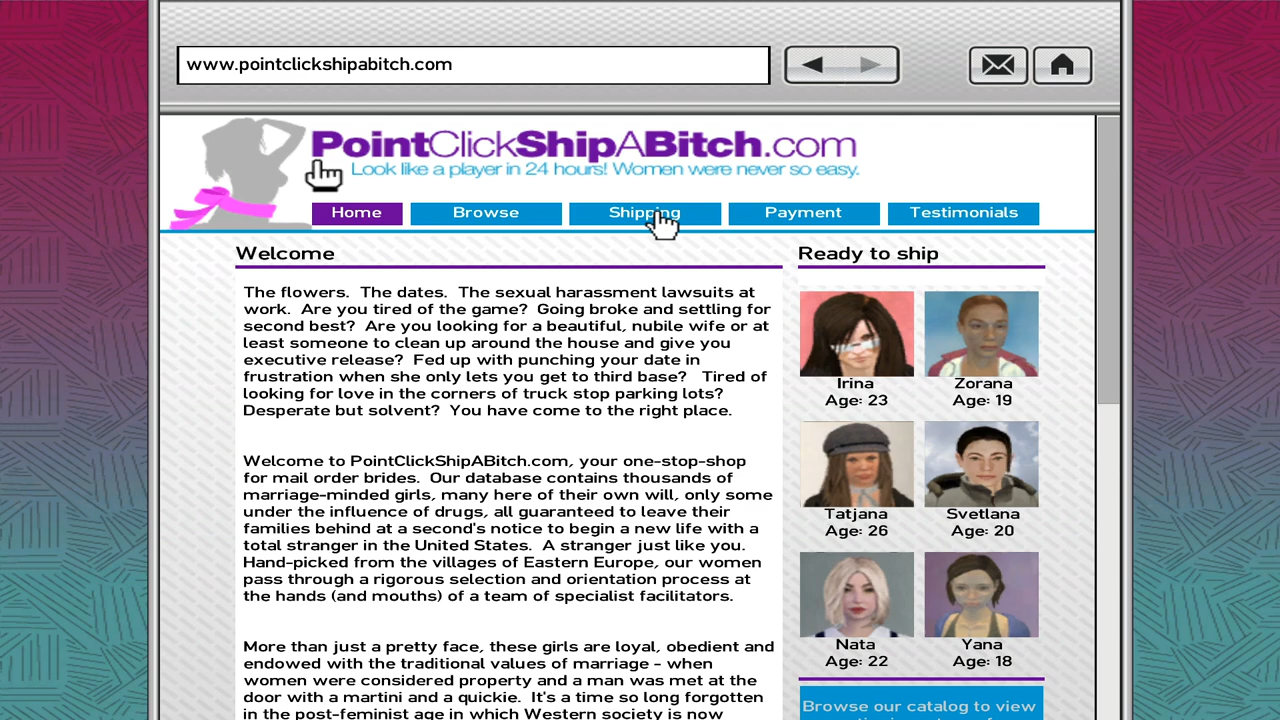 www.pointclickshipabitch.com
PointClickShipABitch.com
Look like a player in 24 hours! Women were never so easy.
Home
Browse
Shipping
Payment
Testimonials
Welcome
The flowers. The dates. The sexual harassment lawsuits at
work. Are you tired of the game? Going broke and settling for
second best? Are you looking for a beautiful, nubile wife or at
least someone to clean up around the house and give you
executive release? Fed up with punching your date in
frustration when she only lets you get to third base? Tired of
looking for love in the corners of truck stop parking lots?
Desperate but solvent? You have come to the right place.
Welcome to PointClickShipABitch.com, your one-stop-shop
for mail order brides. Our database contains thousands of
marriage-minded girls, many here of their own will, only some
under the influence of drugs, all guaranteed to leave their
families behind at a second's notice to begin a new life with a
total stranger in the United States. A stranger just like you.
Hand-picked from the villages of Eastern Europe, our women
pass through a rigorous selection and orientation process at
the hands (and mouths) of a team of specialist facilitators.
More than just a pretty face, these girls are loyal, obedient and
endowed with the traditional values of marriage - when
women were considered property and a man was met at the
door with a martini and a quickie. It's a time so long forgotten
in the post-feminist age in which Western society is now
Ready to ship
Irina
Age: 23
Zorana
Age: 19
Tatjana
Age: 26
Svetlana
Age: 20
Nata
Age: 22
Yana
Age: 18
Browse our catalog to view